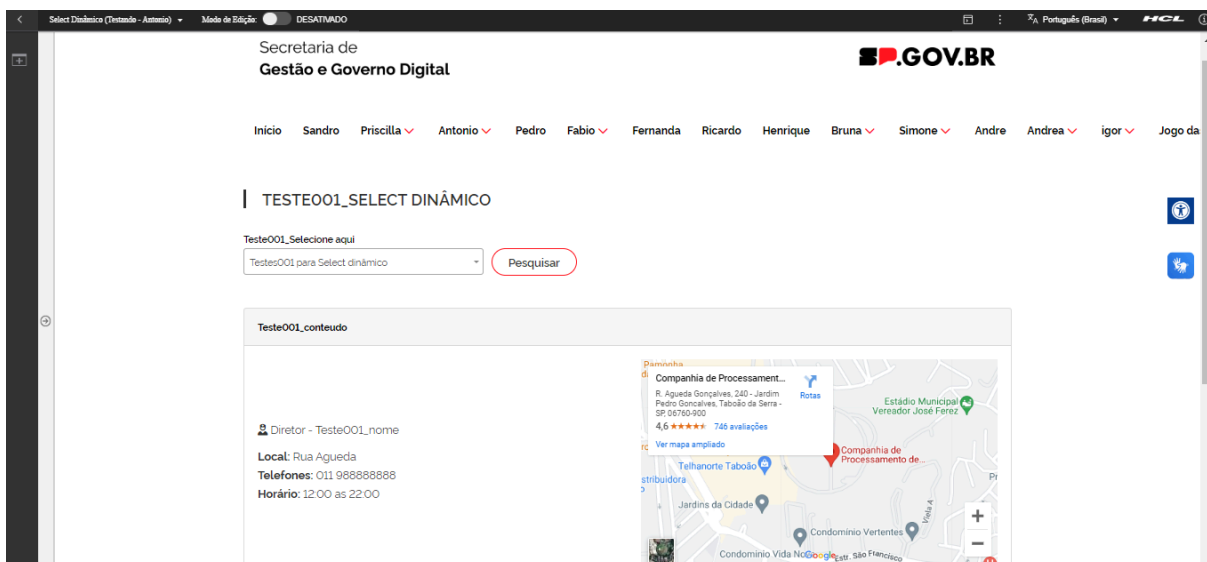 Select Dinâmico (Testando - Antonio)
Modo de Edição:
DESATIVADO
Português (Brasil)
HCL
Secretaria de
Gestão e Governo Digital
SP.GOV.BR
Início Sandro Priscilla Antonio Pedro Fabio Fernanda Ricardo Henrique Bruna Simone Andre Andrea igor Jogo da
TESTE001_SELECT DINÂMICO
Teste001_Selecione aqui
Testes001 para Select dinâmico
Pesquisar
Teste001_conteudo
Diretor - Teste001_nome
Local: Rua Agueda
Telefones: 011 988888888
Horário: 12:00 as 22:00
Pamonha
Companhia de Processament...
R. Agueda Gonçalves, 240 - Jardim
Pedro Goncalves, Taboão da Serra -
SP, 06760-900
4,6 746 avaliações
Ver mapa ampliado
Rotas
Estádio Municipal
Vereador José Ferez
Companhia de
Processamento de...
Telhanorte Taboão
stribuidora
Jardins da Cidade
Viela A
Condomínio Vertentes
Condomínio Vida No
Google
Estr. São Francisco